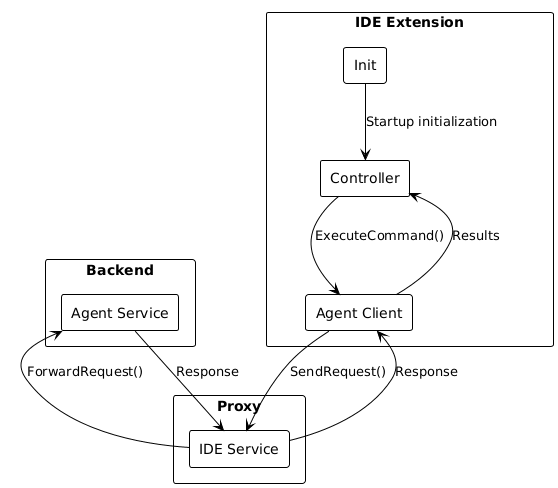 IDE Extension
Init
Startup initialization
Controller
ExecuteCommand()
Results
Backend
Agent Service
Agent Client
ForwardRequest()
Response
SendRequest()
Response
Proxy
IDE Service